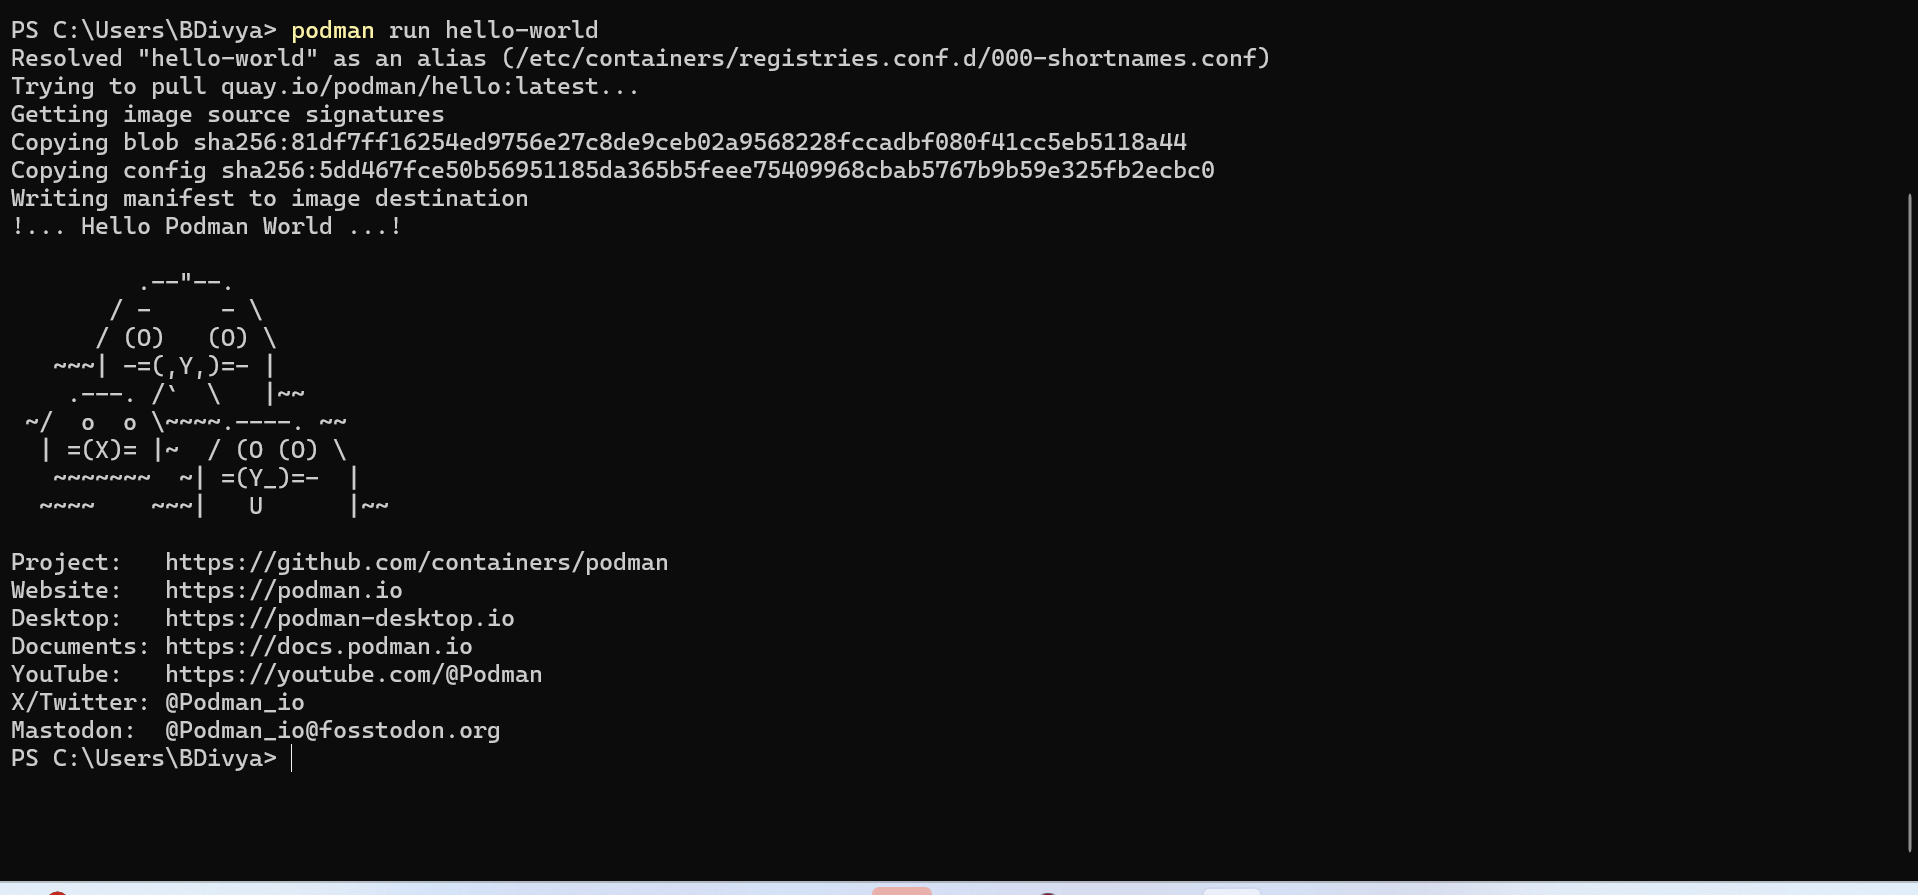 PS C:\Users\BDivya> podman run hello-world
Resolved "hello-world" as an alias (/etc/containers/registries.conf.d/000-shortnames.conf)
Trying to pull quay.io/podman/hello:latest...
Getting image source signatures
Copying blob sha256:81df7ff16254ed9756e27c8de9ceb02a9568228fccadbf080f41cc5eb5118a44
Copying config sha256:5dd467fce50b56951185da365b5feee75409968cbab5767b9b59e325fb2ecbc0
Writing manifest to image destination
!... Hello Podman World ...!

         .--"--.
       / -     - \
      / (O)   (O) \
   ~~~| -=(,Y,)=- |
    .---. /`  \   |~~
 ~/  o  o \~~~~.----. ~~
  | =(X)= |~  / (O (O) \
   ~~~~~~~  ~| =(Y_)=-  |
  ~~~~    ~~~|   U      |~~

Project:   https://github.com/containers/podman
Website:   https://podman.io
Desktop:   https://podman-desktop.io
Documents: https://docs.podman.io
YouTube:   https://youtube.com/@Podman
X/Twitter: @Podman_io
Mastodon:  @Podman_io@fosstodon.org
PS C:\Users\BDivya>